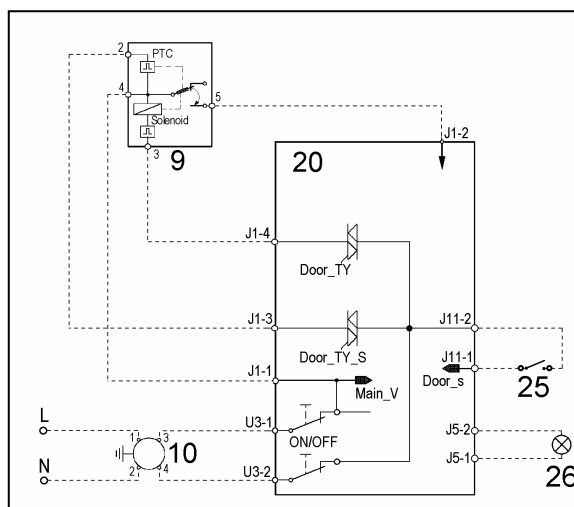 2
PTC
4
5
Solenoid
3
9
J1-2
20
J1-4
Door_TY
J1-3
J11-2
Door_TY_S
J11-1
J1-1
Main_V
Door_s
25
L
U3-1
J5-2
1
3
ON/OFF
10
N
2
4
U3-2
J5-1
26